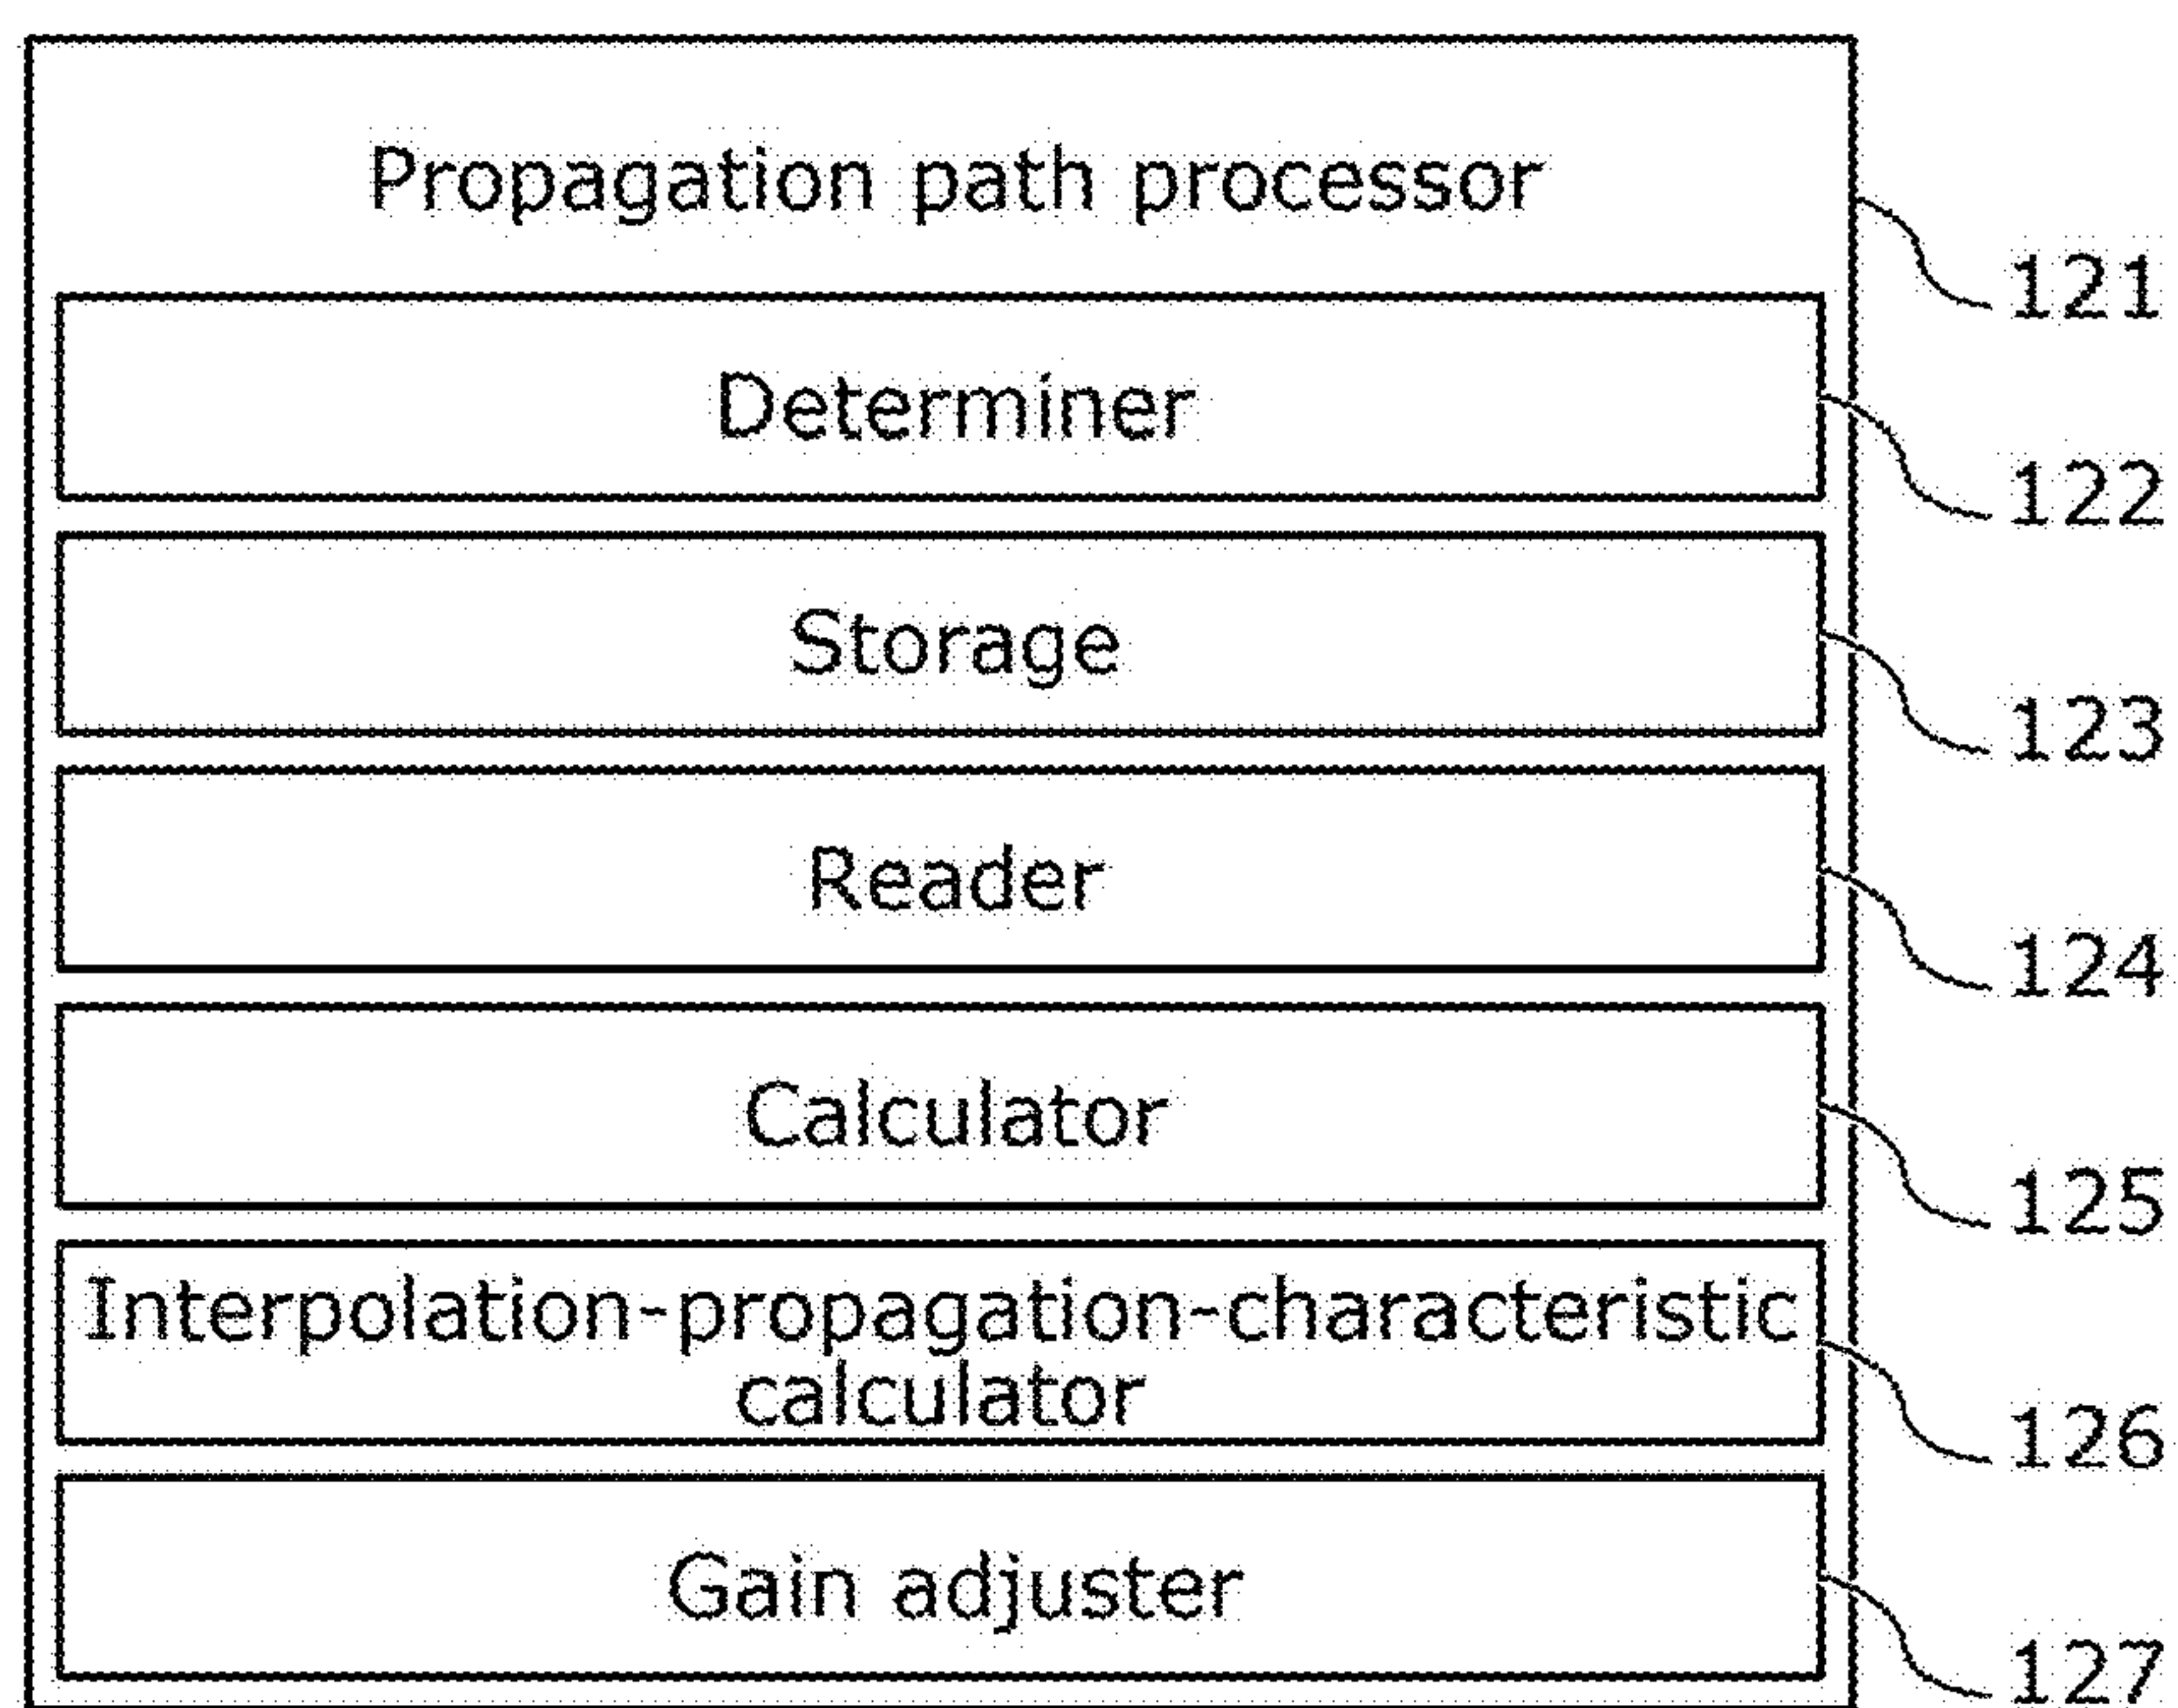 Propagation path processor
121
Determiner
122
Storage
123
Reader
124
Calculator
125
Interpolation-propagation-characteristic
calculator
126
Gain adjuster
127